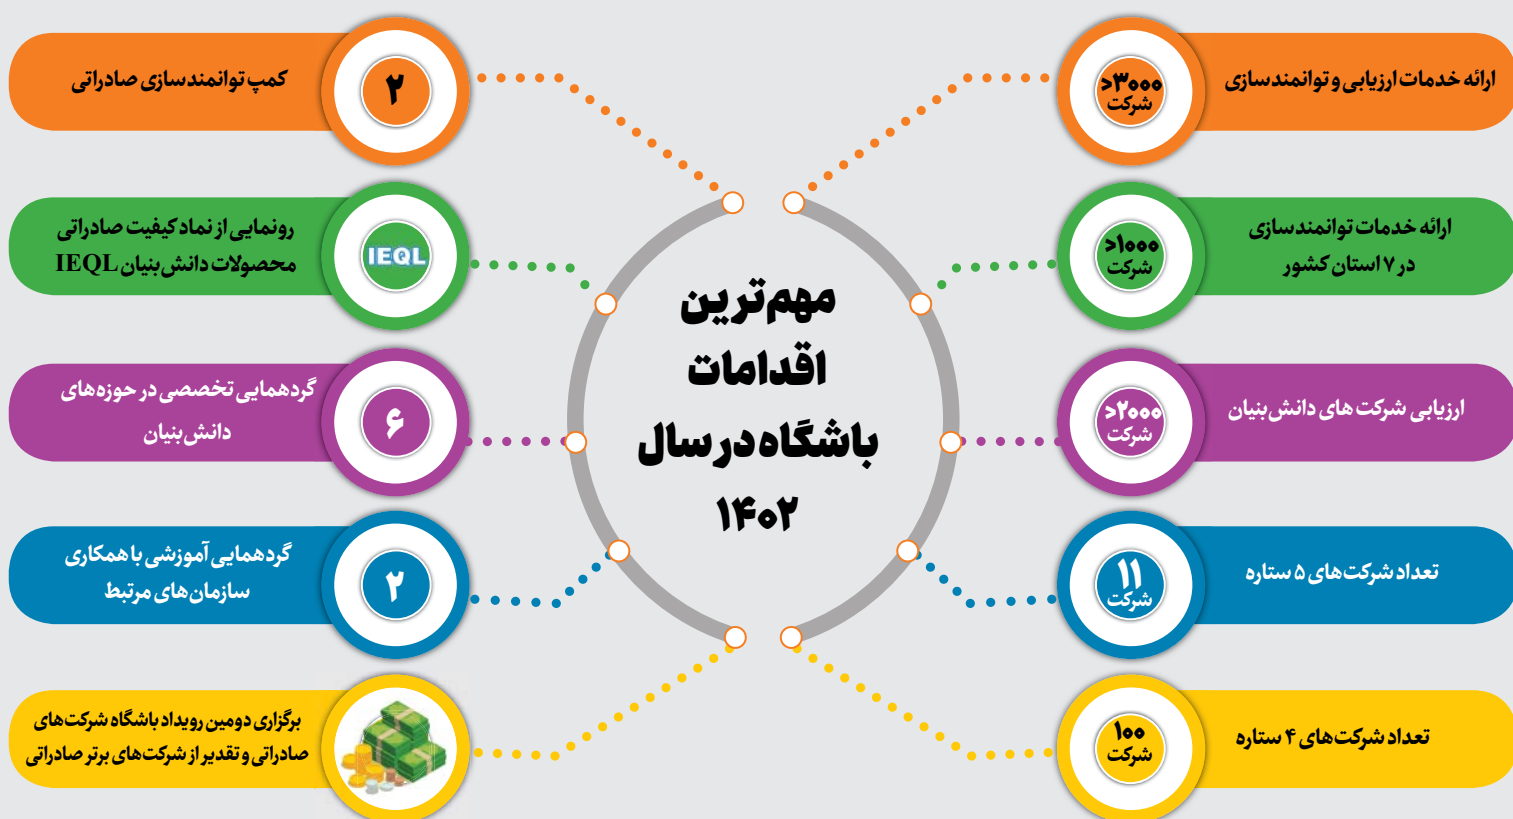 مهم‌ترین
اقدامات
باشگاه در سال
۱۴۰۲
ارائه خدمات ارزیابی و توانمندسازی
>۳۰۰۰
شرکت
ارائه خدمات توانمندسازی
در ۷ استان کشور
>۱۰۰۰
شرکت
ارزیابی شرکت های دانش‌بنیان
>۲۰۰۰
شرکت
تعداد شرکت‌های ۵ ستاره
۱۱
شرکت
تعداد شرکت‌های ۴ ستاره
۱۰۰
شرکت
۲
کمپ توانمندسازی صادراتی
IEQL
رونمایی از نماد کیفیت صادراتی
محصولات دانش‌بنیان IEQL
۶
گردهمایی تخصصی در حوزه‌های
دانش‌بنیان
۲
گردهمایی آموزشی با همکاری
سازمان‌های مرتبط
برگزاری دومین رویداد باشگاه شرکت‌های
صادراتی و تقدیر از شرکت‌های برتر صادراتی